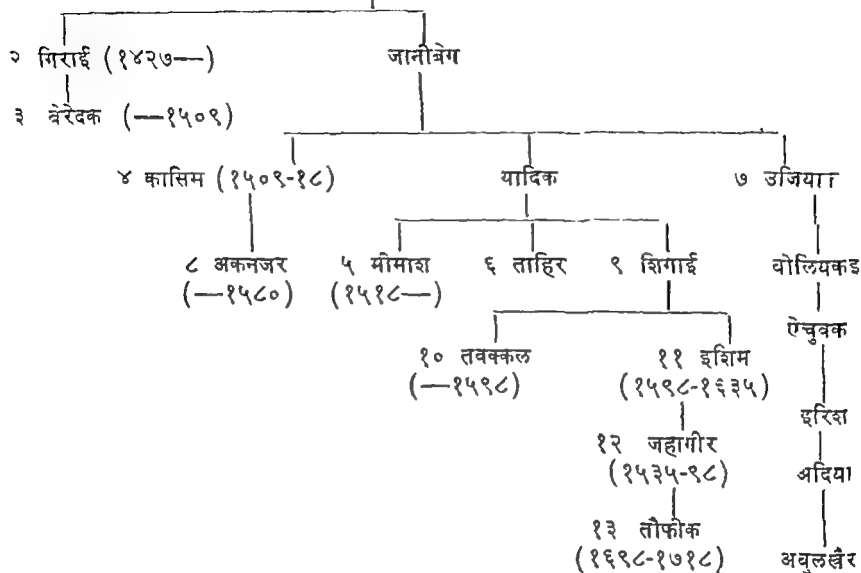 २ गिराई (१४२७—) जानीबेग
३ बेरेदक (—१५०९)
४ कासिम (१५०९-१८) यादिक ७ उजिया।
८ अकनजर ५ मीमाश ६ ताहिर ९ शिगाई बोलियकइ
(—१५८०) (१५१८—)
ऐचुवक
१० तवक्कल ११ इशिम
(—१५९८) (१५९८-१६३५)
इरिश
१२ जहागीर
(१५३५-९८) अदिया
१३ तौफीक
(१६९८-१७१८) अबुलखैर